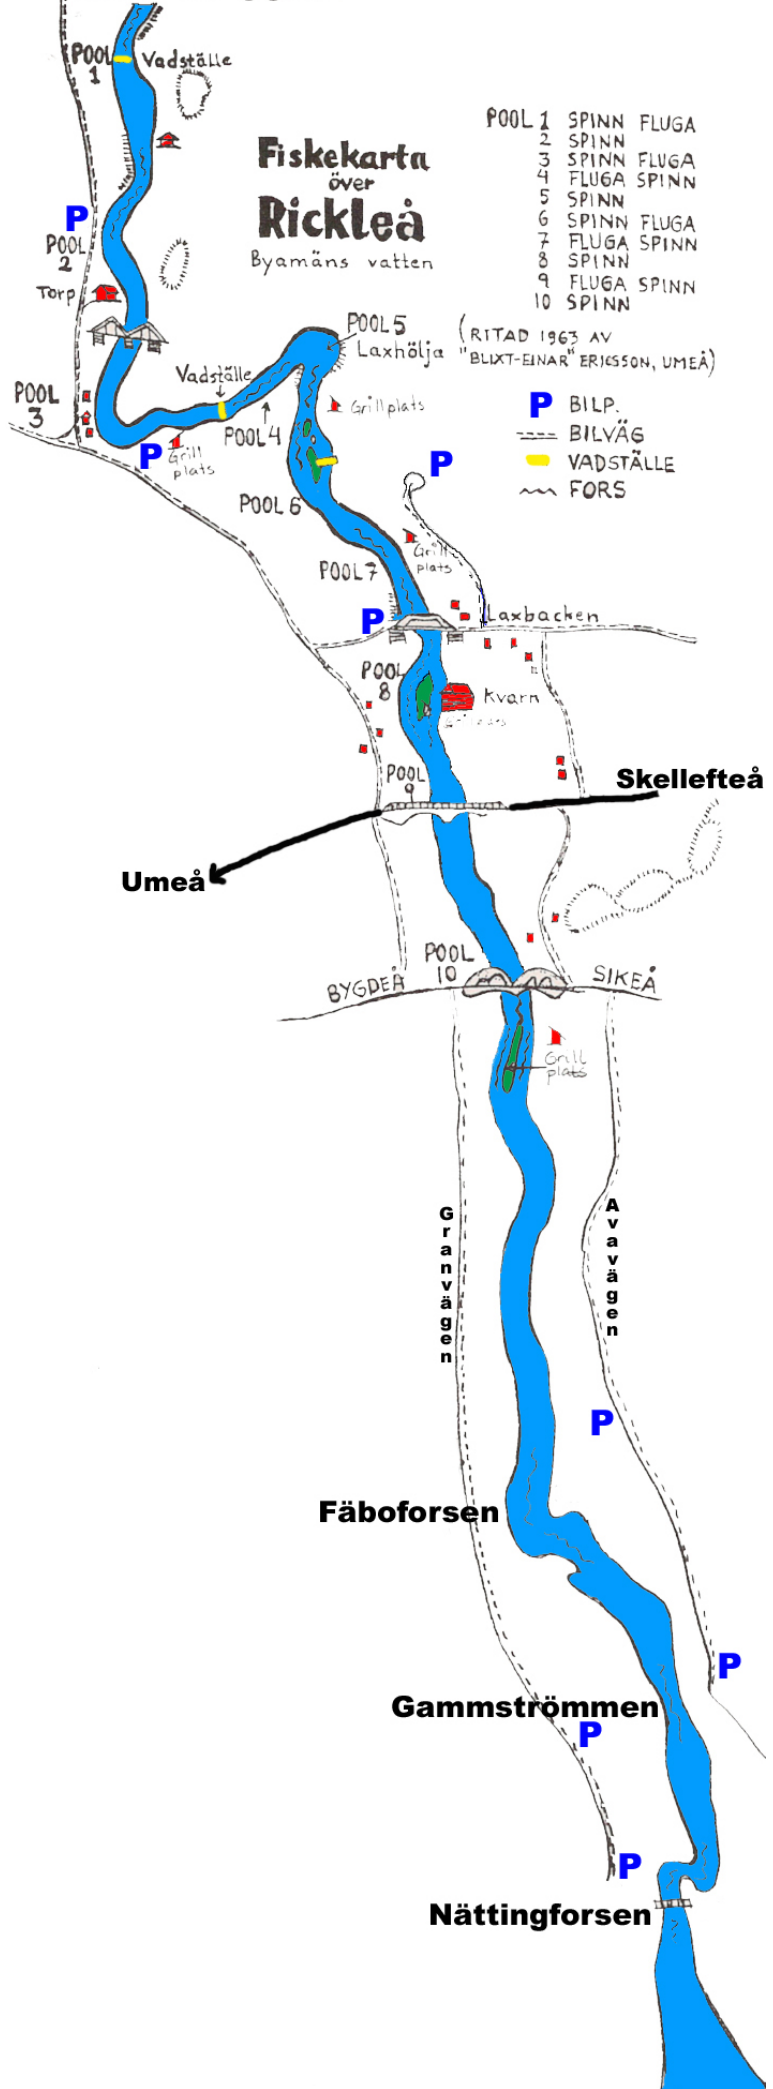 POOL
1
Vadställe
Fiskekarta
över
Rickleå
Byamäns vatten
POOL 1 SPINN FLUGA
2 SPINN
3 SPINN FLUGA
4 FLUGA SPINN
5 SPINN
6 SPINN FLUGA
7 FLUGA SPINN
8 SPINN
9 FLUGA SPINN
10 SPINN
(RITAD 1963 AV
"BLIXT-EINAR" ERICSSON, UMEÅ)
P BILP.
BILVÄG
VADSTÄLLE
FORS
P
POOL
2
Torp
POOL 5
Laxhölja
Vadställe
POOL
3
POOL 4
Grillplats
P
Grill
plats
P
POOL 6
Grill
plats
POOL 7
P
Laxbacken
POOL
8
Kvarn
POOL
9
Skellefteå
Umeå
POOL
10
BYGDEÅ
SIKEÅ
Grill
plats
Granvägen
Avavägen
P
Fäboforsen
P
Gammströmmen
P
P
Nättingforsen